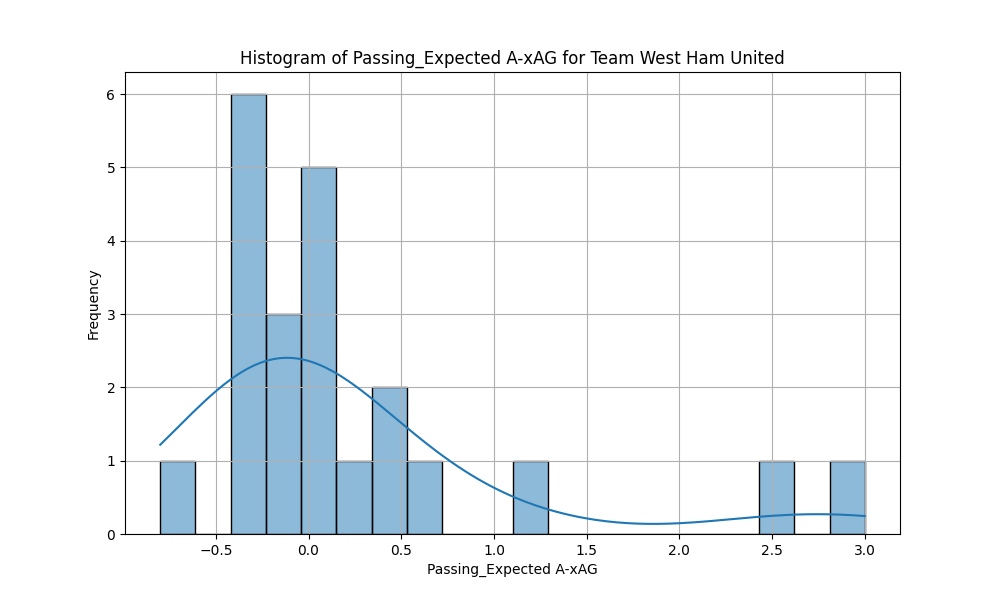 Histogram of Passing_Expected A-xAG for Team West Ham United
6
5
4
3
2
1
0
Frequency
−0.5 0.0 0.5 1.0 1.5 2.0 2.5 3.0
Passing_Expected A-xAG